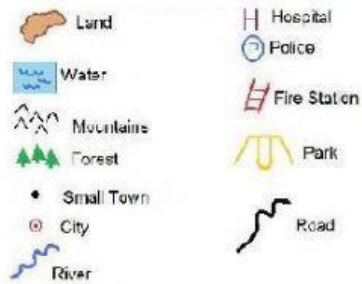 Land
Water
Mountains
Forest
Small Town
City
River
Hospital
Police
Fire Station
Park
Road